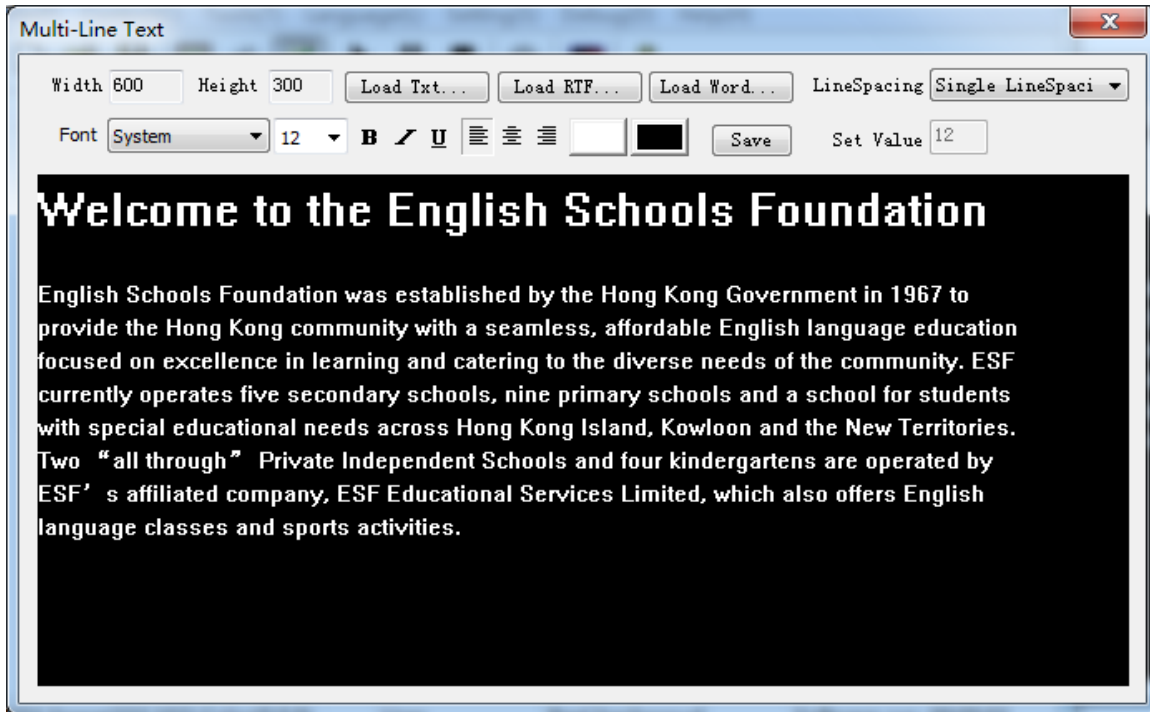 Multi-Line Text
Width 600 Height 300 Load Txt... Load RTF... Load Word... LineSpacing Single LineSpaci
Font System 12 B I U Save Set Value 12
Welcome to the English Schools Foundation
English Schools Foundation was established by the Hong Kong Government in 1967 to
provide the Hong Kong community with a seamless, affordable English language education
focused on excellence in learning and catering to the diverse needs of the community. ESF
currently operates five secondary schools, nine primary schools and a school for students
with special educational needs across Hong Kong Island, Kowloon and the New Territories.
Two “all through” Private Independent Schools and four kindergartens are operated by
ESF’s affiliated company, ESF Educational Services Limited, which also offers English
language classes and sports activities.